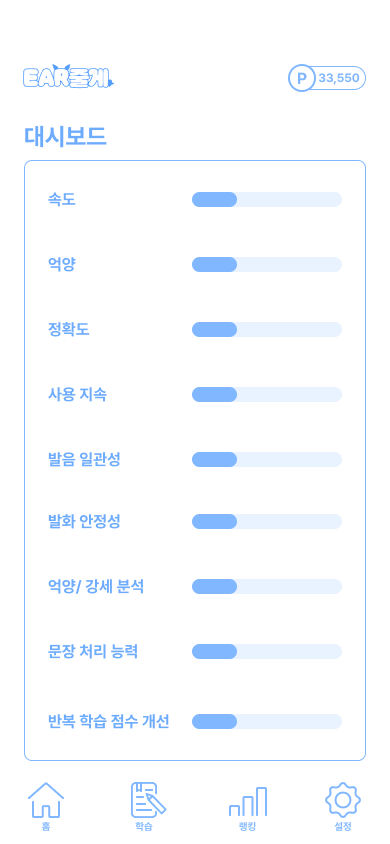 EAR줄게
P 33,550
대시보드
속도
억양
정확도
사용 지속
발음 일관성
발화 안정성
억양/ 강세 분석
문장 처리 능력
반복 학습 점수 개선
홈 학습 랭킹 설정